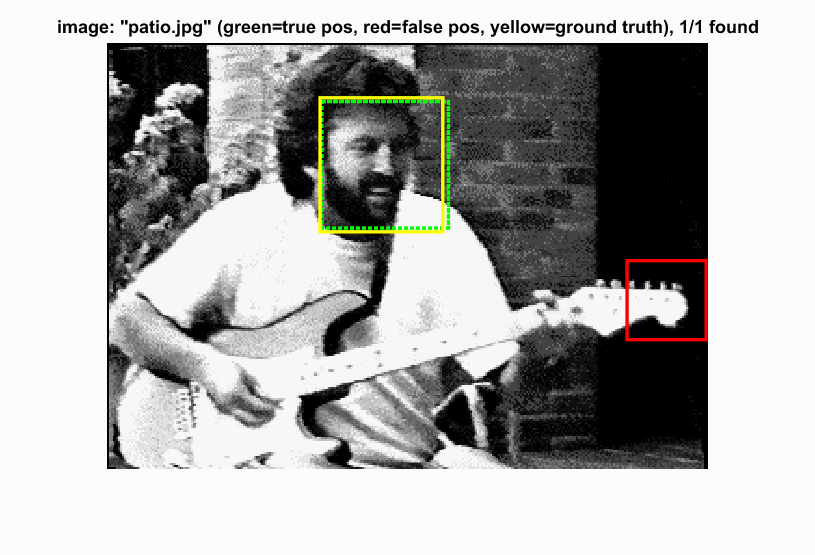 image: "patio.jpg" (green=true pos, red=false pos, yellow=ground truth), 1/1 found